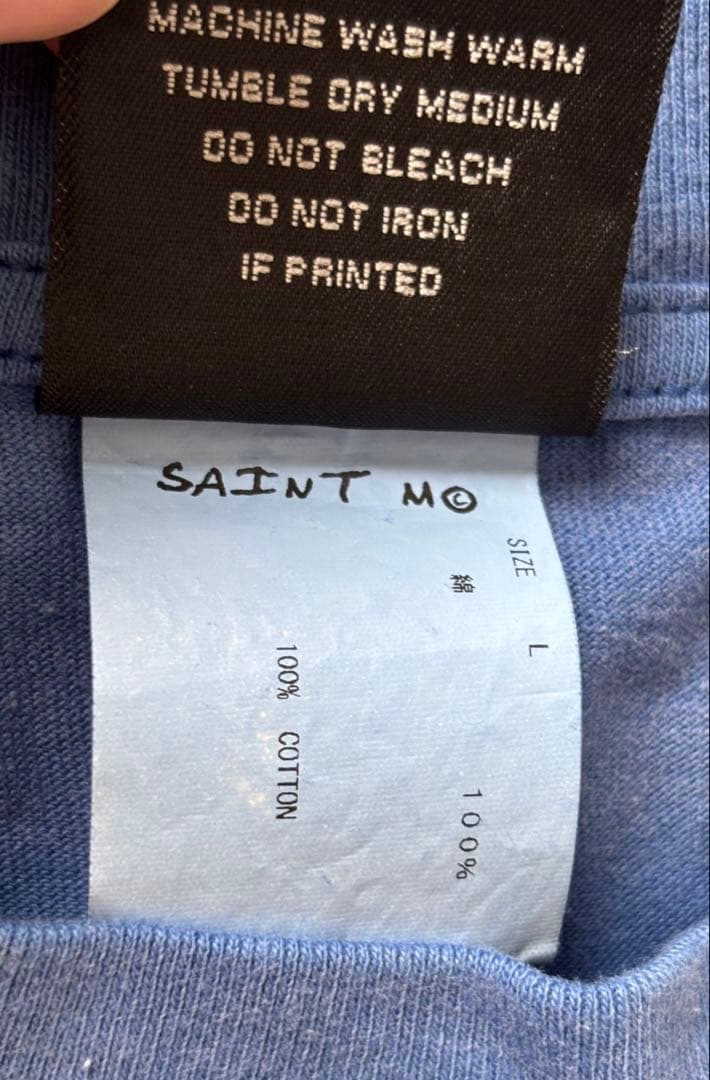 MACHINE WASH WARM
TUMBLE DRY MEDIUM
DO NOT BLEACH
DO NOT IRON
IF PRINTED
SAINT M©
SIZE L
綿 100%
100% COTTON